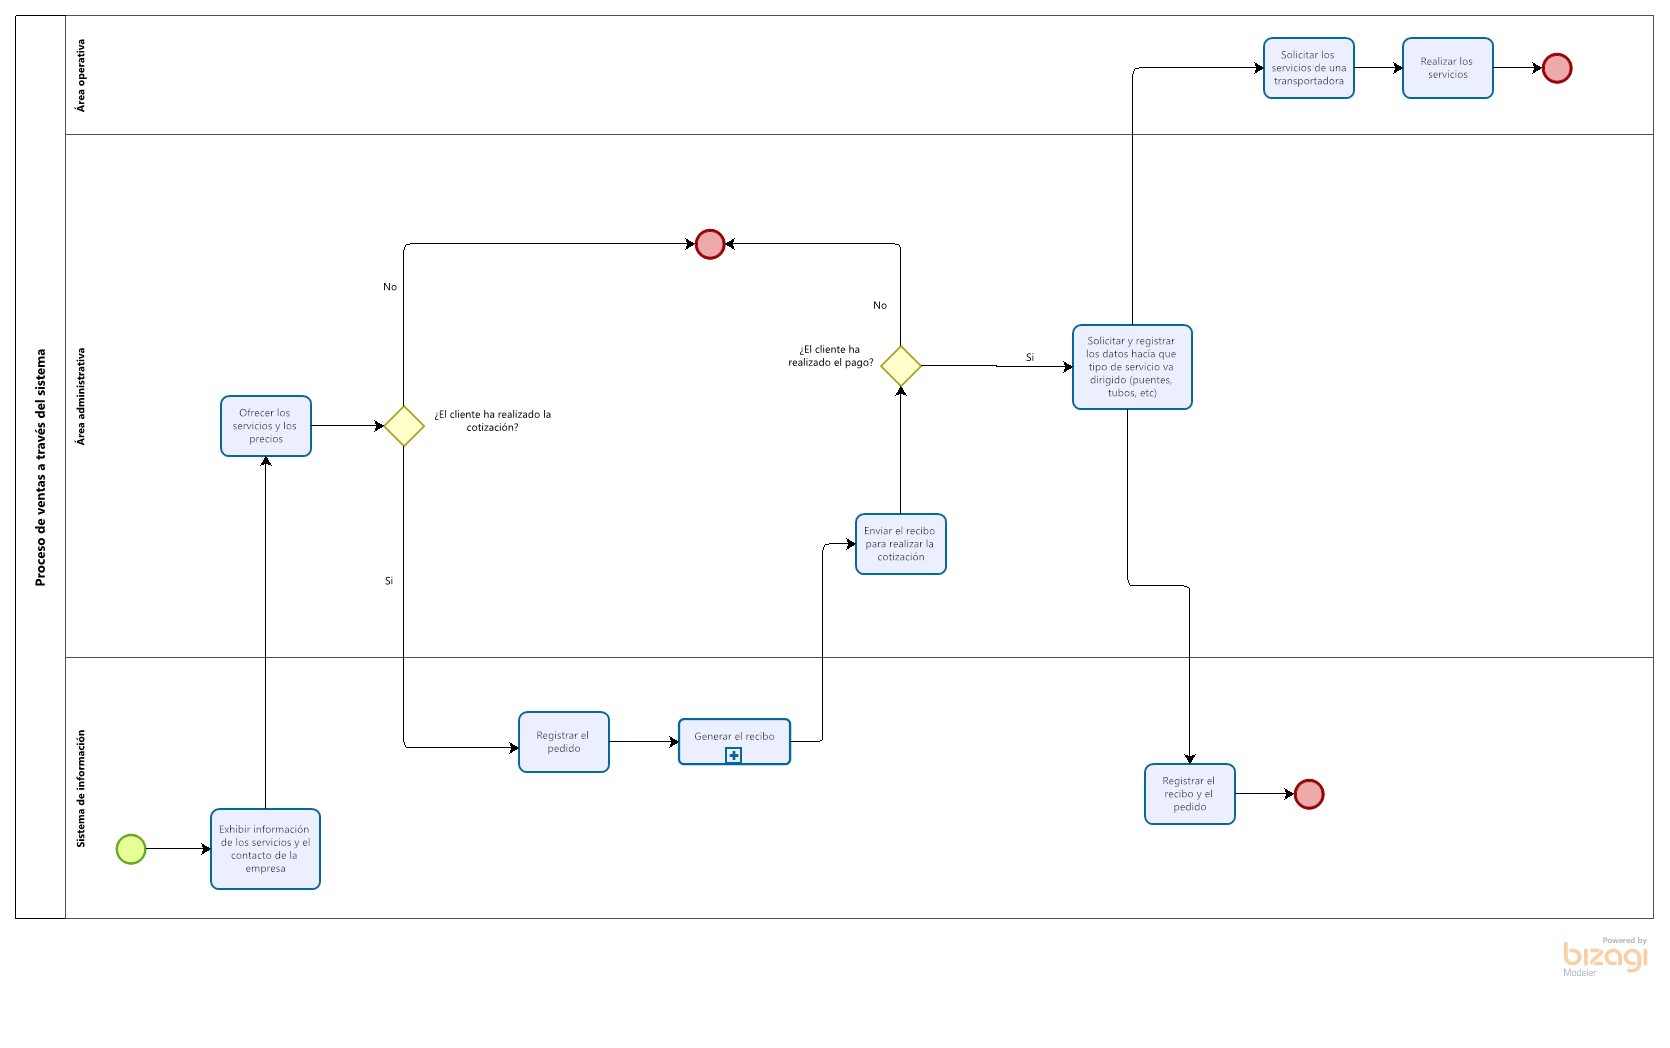 Proceso de ventas a través del sistema
Área operativa
Solicitar los
servicios de una
transportadora
Realizar los
servicios
Área administrativa
No
No
¿El cliente ha
realizado el pago?
Si
Solicitar y registrar
los datos hacia que
tipo de servicio va
dirigido (puentes,
tubos, etc)
Ofrecer los
servicios y los
precios
¿El cliente ha realizado la
cotización?
Enviar el recibo
para realizar la
cotización
Si
Sistema de información
Registrar el
pedido
Generar el recibo
Registrar el
recibo y el
pedido
Exhibir información
de los servicios y el
contacto de la
empresa
Powered by
bizagi
Modeler